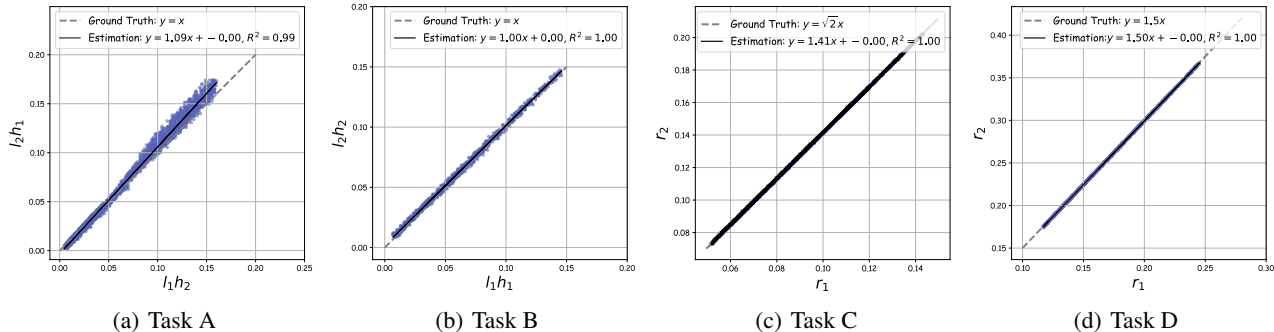 Ground Truth: y = x
Estimation: y = 1.09x + − 0.00, R² = 0.99
0.20
0.15
0.10
0.05
0.00
l₂h₁
0.00 0.05 0.10 0.15 0.20 0.25
l₁h₂
(a) Task A
Ground Truth: y = x
Estimation: y = 1.00x + 0.00, R² = 1.00
0.20
0.15
0.10
0.05
0.00
l₂h₂
0.00 0.05 0.10 0.15 0.20
l₁h₁
(b) Task B
Ground Truth: y = √2x
Estimation: y = 1.41x + − 0.00, R² = 1.00
0.20
0.18
0.16
0.14
0.12
0.10
0.08
r₂
0.06 0.08 0.10 0.12 0.14
r₁
(c) Task C
Ground Truth: y = 1.5x
Estimation:y = 1.50x + − 0.00, R² = 1.00
0.40
0.35
0.30
0.25
0.20
0.15
r₂
0.10 0.15 0.20 0.25 0.30
r₁
(d) Task D